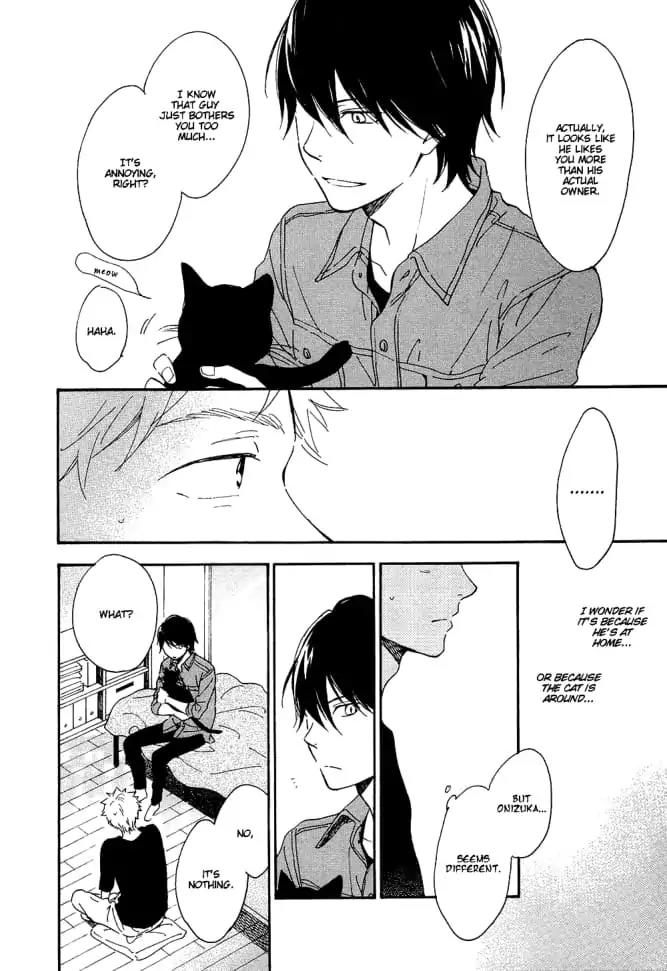 ACTUALLY,
IT LOOKS LIKE
HE LIKES
YOU MORE
THAN HIS
ACTUAL
OWNER.
I KNOW
THAT GUY
JUST BOTHERS
YOU TOO
MUCH...
IT'S
ANNOYING,
RIGHT?
meow
HAHA.
.......
I WONDER IF
IT'S BECAUSE
HE'S AT
HOME...
OR BECAUSE
THE CAT IS
AROUND...
BUT
ONIZUKA...
SEEMS
DIFFERENT.
WHAT?
NO,
IT'S
NOTHING.